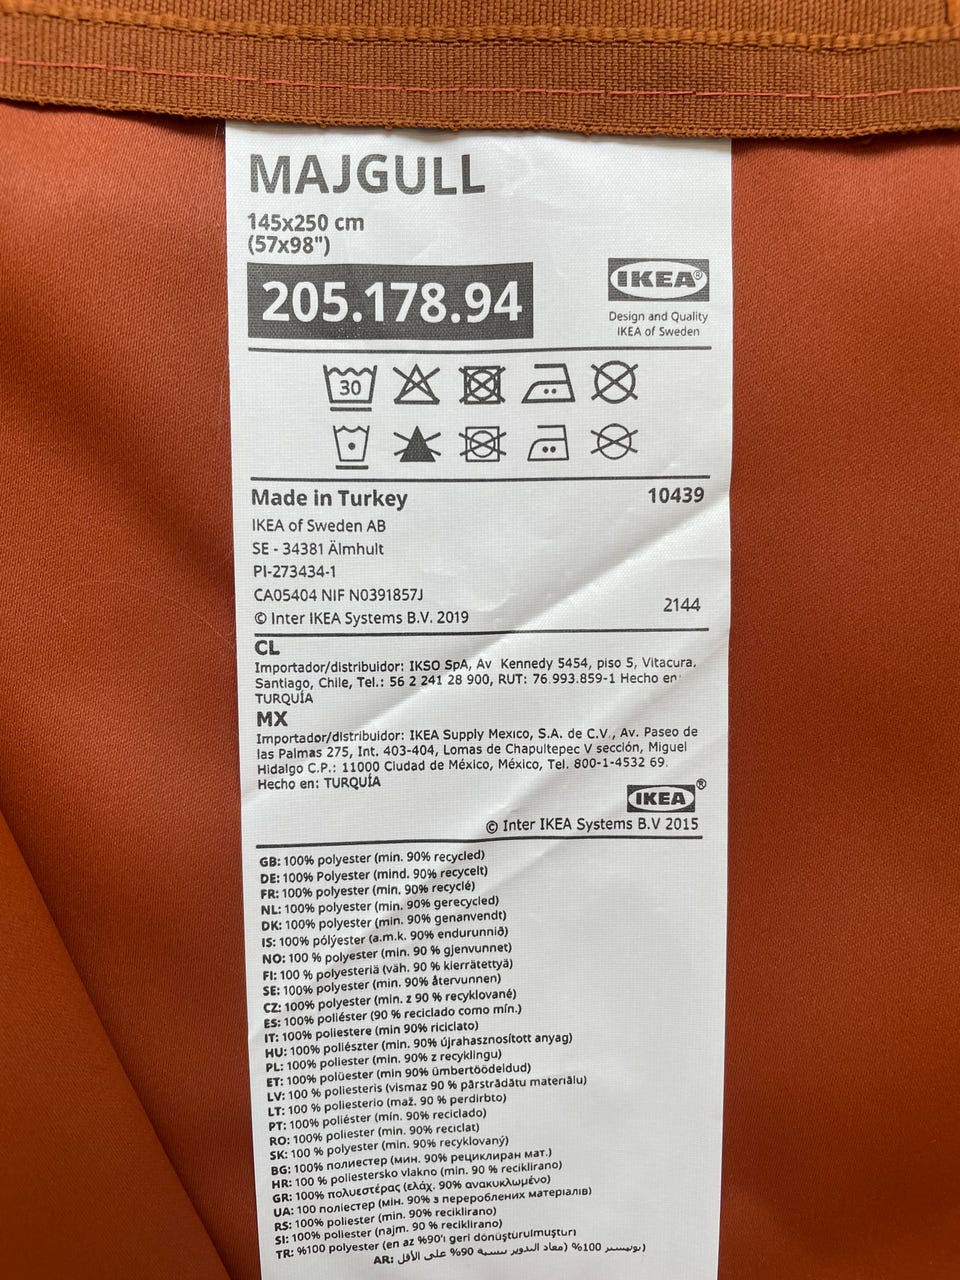 MAJGULL
145x250 cm
(57x98")
205.178.94
IKEA®
Design and Quality
IKEA of Sweden
30
Made in Turkey
10439
IKEA of Sweden AB
SE - 34381 Älmhult
PI-273434-1
CA05404 NIF N0391857J
© Inter IKEA Systems B.V. 2019
2144
CL
Importador/distribuidor: IKSO SpA, Av Kennedy 5454, piso 5, Vitacura,
Santiago, Chile, Tel.: 56 2 241 28 900, RUT: 76.993.859-1 Hecho en:
TURQUÍA
MX
Importador/distribuidor: IKEA Supply Mexico, S.A. de C.V., Av. Paseo de
las Palmas 275, Int. 403-404, Lomas de Chapultepec V sección, Miguel
Hidalgo C.P.: 11000 Ciudad de México, México, Tel. 800-1-4532 69.
Hecho en: TURQUÍA
IKEA®
© Inter IKEA Systems B.V 2015
GB: 100% polyester (min. 90% recycled)
DE: 100% Polyester (mind. 90% recycelt)
FR: 100% polyester (min. 90% recyclé)
NL: 100% polyester (min. 90% gerecycled)
DK: 100% polyester (min. 90% genanvendt)
IS: 100% pólýester (a.m.k. 90% endurunnið)
NO: 100 % polyester (min. 90 % gjenvunnet)
FI: 100 % polyesteriä (väh. 90 % kierrätettyä)
SE: 100% polyester (min. 90% återvunnen)
CZ: 100% polyester (min. z 90 % recyklované)
ES: 100% poliéster (90 % reciclado como mín.)
IT: 100% poliestere (min 90% riciclato)
HU: 100% poliészter (min. 90% újrahasznosított anyag)
PL: 100% poliester (min. 90% z recyklingu)
ET: 100% polüester (min 90% ümbertöödeldud)
LV: 100 % poliesteris (vismaz 90 % pārstrādātu materiālu)
LT: 100 % poliesterio (maž. 90 % perdirbto)
PT: 100% poliéster (mín. 90% reciclado)
RO: 100% poliester (min. 90% reciclat)
SK: 100 % polyester (min. 90% recyklovaný)
BG: 100% полиестер (мин. 90% рециклиран мат.)
HR: 100 % poliestersko vlakno (min. 90 % reciklirano)
GR: 100% πολυεστέρας (ελάχ. 90% ανακυκλωμένο)
UA: 100 поліестер (мін. 90% з перероблених матеріалів)
RS: 100% poliester (min. 90% reciklirano)
SI: 100% poliester (najm. 90 % reciklirano)
TR: %100 polyester (en az %90'ı geri dönüştürülmüştür)
AR: بوليستر 100% (معاد التدوير بنسبة 90% على الأقل)